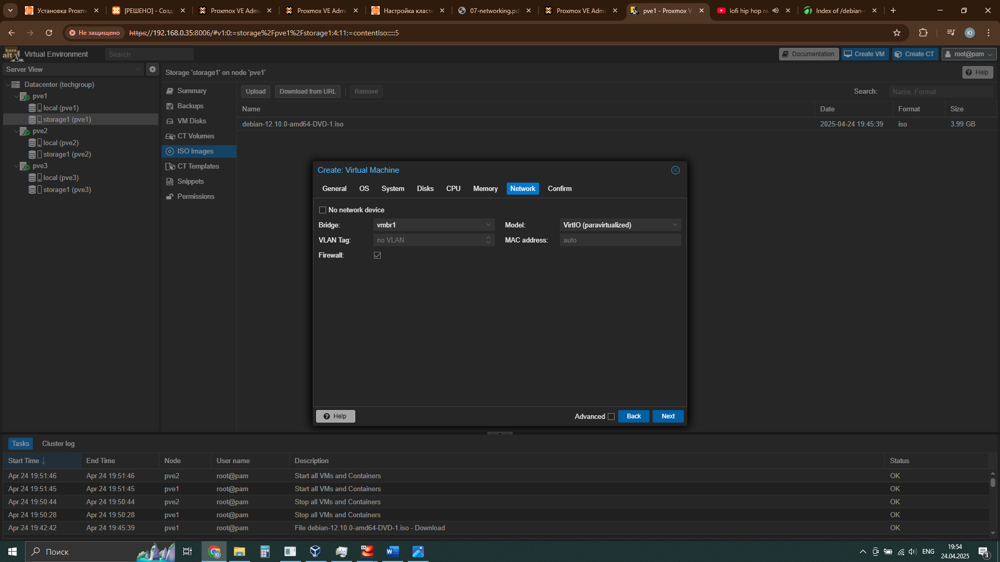 Установка Proxm
[РЕШЕНО] - Созд
Proxmox VE Admi
Proxmox VE Admi
Настройка класте
07-networking.pd
Proxmox VE Admi
pve1 - Proxmox V
lofi hip hop ra
Index of /debian-c
Не защищено
https://192.168.0.35:8006/#v1:0:=storage%2Fpve1%2Fstorage1:4:11:=contentIso:::::5
Ю
base
alt
Virtual Environment
Search
Documentation
Create VM
Create CT
root@pam
Server View
Storage 'storage1' on node 'pve1'
Help
Datacenter (techgroup)
pve1
local (pve1)
storage1 (pve1)
pve2
local (pve2)
storage1 (pve2)
pve3
local (pve3)
storage1 (pve3)
Summary
Backups
VM Disks
CT Volumes
ISO Images
CT Templates
Snippets
Permissions
Upload
Download from URL
Remove
Search:
Name, Format
Name
Date
Format
Size
debian-12.10.0-amd64-DVD-1.iso
2025-04-24 19:45:39
iso
3.99 GB
Create: Virtual Machine
General
OS
System
Disks
CPU
Memory
Network
Confirm
No network device
Bridge:
vmbr1
Model:
VirtIO (paravirtualized)
VLAN Tag:
no VLAN
MAC address:
auto
Firewall:
Help
Advanced
Back
Next
Tasks
Cluster log
Start Time
End Time
Node
User name
Description
Status
Apr 24 19:51:46
Apr 24 19:51:46
pve2
root@pam
Start all VMs and Containers
OK
Apr 24 19:51:45
Apr 24 19:51:45
pve1
root@pam
Start all VMs and Containers
OK
Apr 24 19:50:44
Apr 24 19:50:44
pve2
root@pam
Stop all VMs and Containers
OK
Apr 24 19:50:28
Apr 24 19:50:28
pve1
root@pam
Stop all VMs and Containers
OK
Apr 24 19:42:42
Apr 24 19:45:39
pve1
root@pam
File debian-12.10.0-amd64-DVD-1.iso - Download
OK
Поиск
Ю
64
ENG
19:54
24.04.2025
3